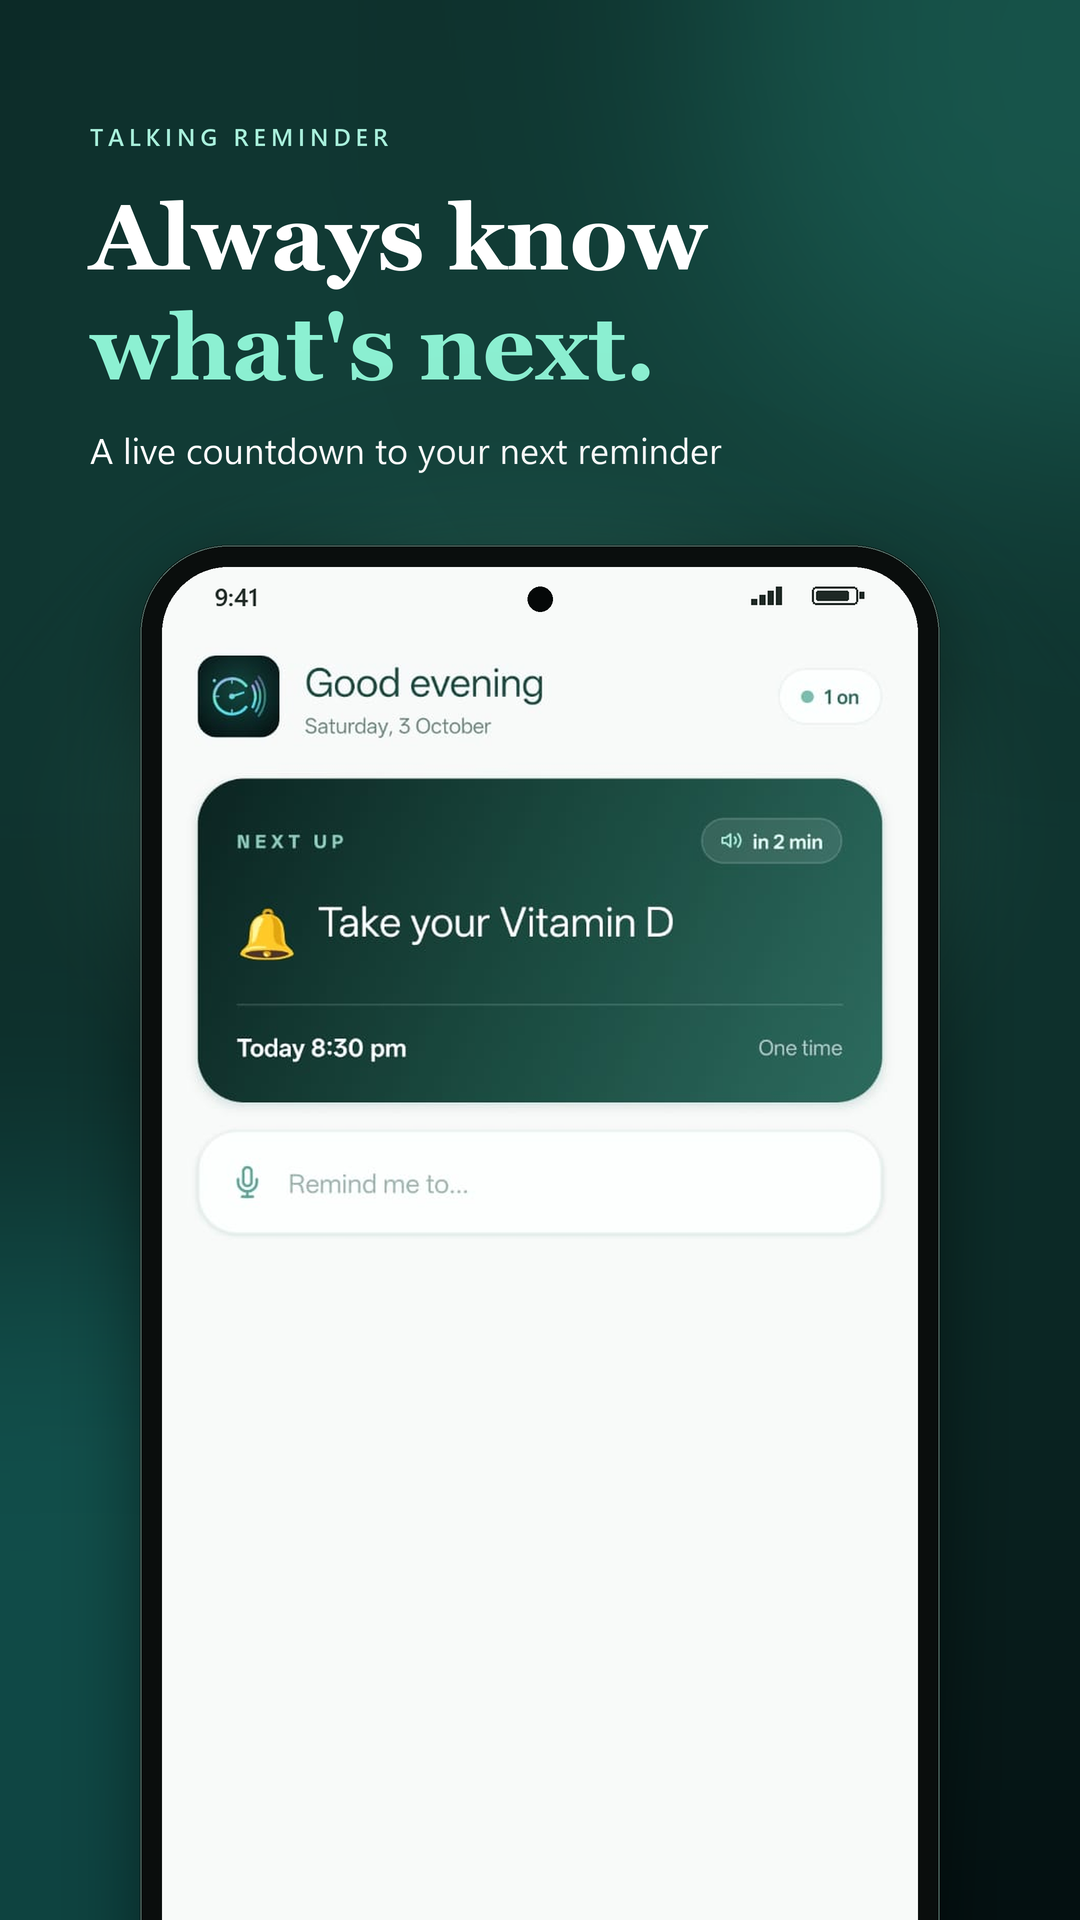 TALKING REMINDER
Always know
what's next.
A live countdown to your next reminder
9:41
Good evening
Saturday, 3 October
1 on
NEXT UP
in 2 min
Take your Vitamin D
Today 8:30 pm
One time
Remind me to...